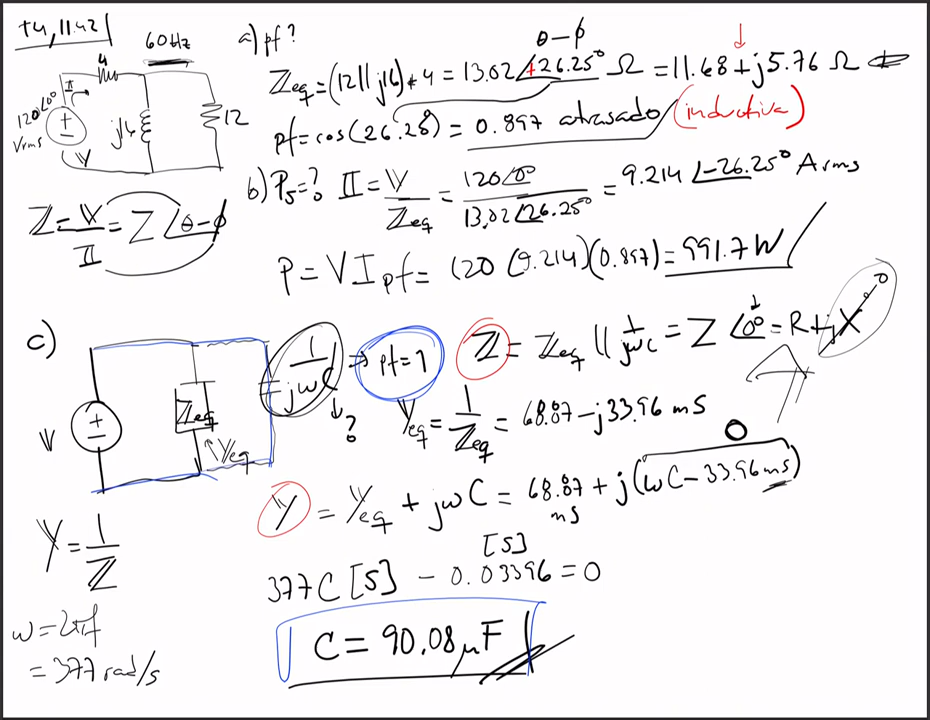 t4, 11.42
60Hz
4
II
120∠0°
Vrms
+
−
V
j16
12
Z = V/II = Z ∠θ−ϕ
a) pf?
θ−ϕ
Zeq = (12 || j16) + 4 = 13.02 ∠+26.25° Ω = 11.68 + j5.76 Ω
pf = cos(26.25°) = 0.897 atrasado (inductiva)
b) Ps = ? II = V/Zeq = 120∠0°/13.02∠26.25° = 9.214 ∠−26.25° Arms
P = V I pf = 120 (9.214)(0.897) = 991.7 W
c)
V
+
−
Zeq
Yeq
1/jωC ⇒ pf = 1
?
Z = Zeq || 1/jωC = Z ∠0° = R + jX 0
Yeq = 1/Zeq = 68.87 − j33.96 mS
0
Y = Yeq + jωC = 68.87 mS + j(ωC − 33.96 mS)
Y = 1/Z
377C [S] − 0.03396 [S] = 0
ω = 2πf
= 377 rad/s
C = 90.08 μF